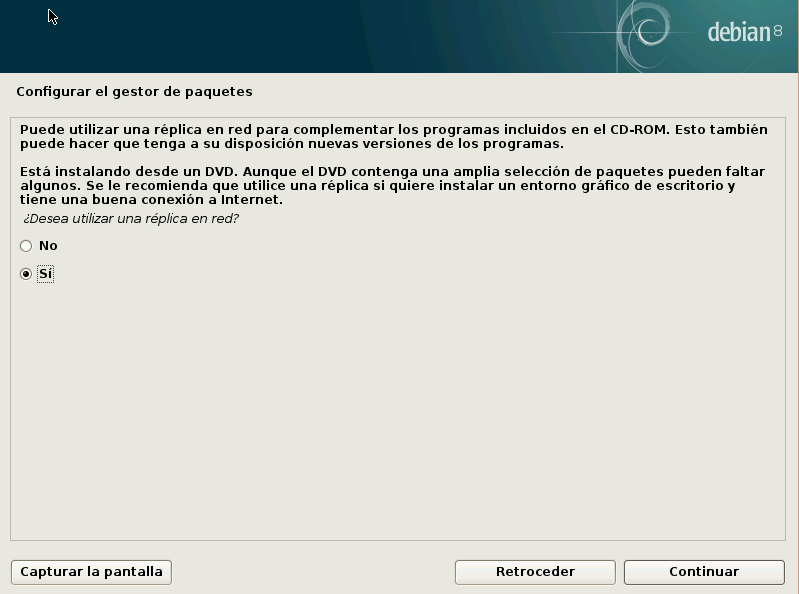 debian 8
Configurar el gestor de paquetes
Puede utilizar una réplica en red para complementar los programas incluidos en el CD-ROM. Esto también
puede hacer que tenga a su disposición nuevas versiones de los programas.
Está instalando desde un DVD. Aunque el DVD contenga una amplia selección de paquetes pueden faltar
algunos. Se le recomienda que utilice una réplica si quiere instalar un entorno gráfico de escritorio y
tiene una buena conexión a Internet.
¿Desea utilizar una réplica en red?
No
Sí
Capturar la pantalla
Retroceder
Continuar